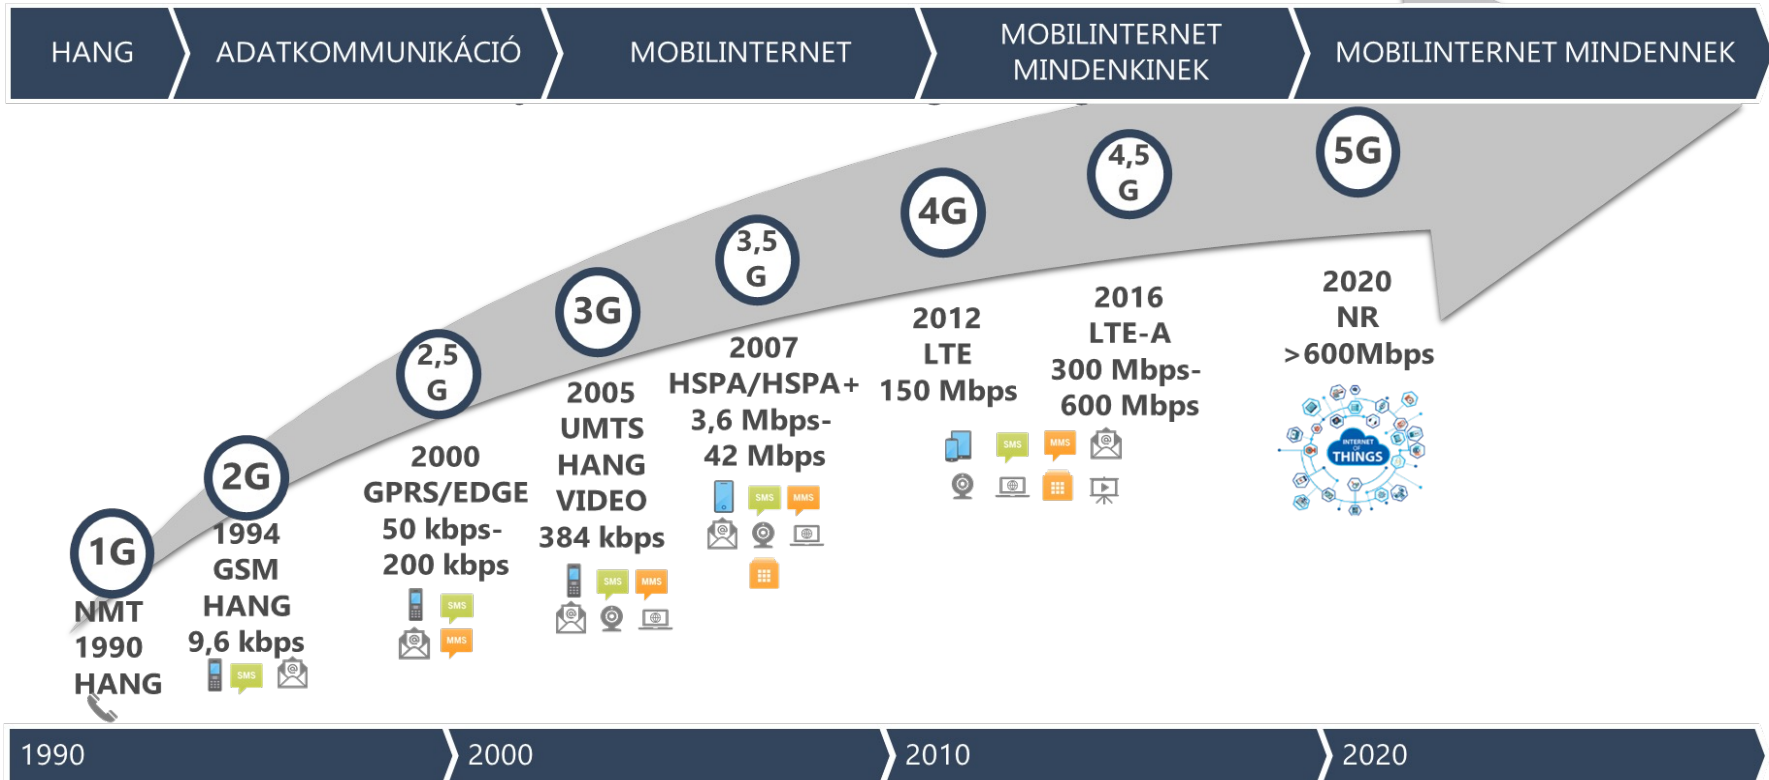 HANG
ADATKOMMUNIKÁCIÓ
MOBILINTERNET
MOBILINTERNET
MINDENKINEK
MOBILINTERNET MINDENNEK
1G
NMT
1990
HANG
2G
1994
GSM
HANG
9,6 kbps
SMS
2,5
G
2000
GPRS/EDGE
50 kbps-
200 kbps
SMS
MMS
3G
2005
UMTS
HANG
VIDEO
384 kbps
SMS
MMS
3,5
G
2007
HSPA/HSPA+
3,6 Mbps-
42 Mbps
SMS
MMS
4G
2012
LTE
150 Mbps
4,5
G
2016
LTE-A
300 Mbps-
600 Mbps
SMS
MMS
5G
2020
NR
>600Mbps
INTERNET
OF
THINGS
1990
2000
2010
2020